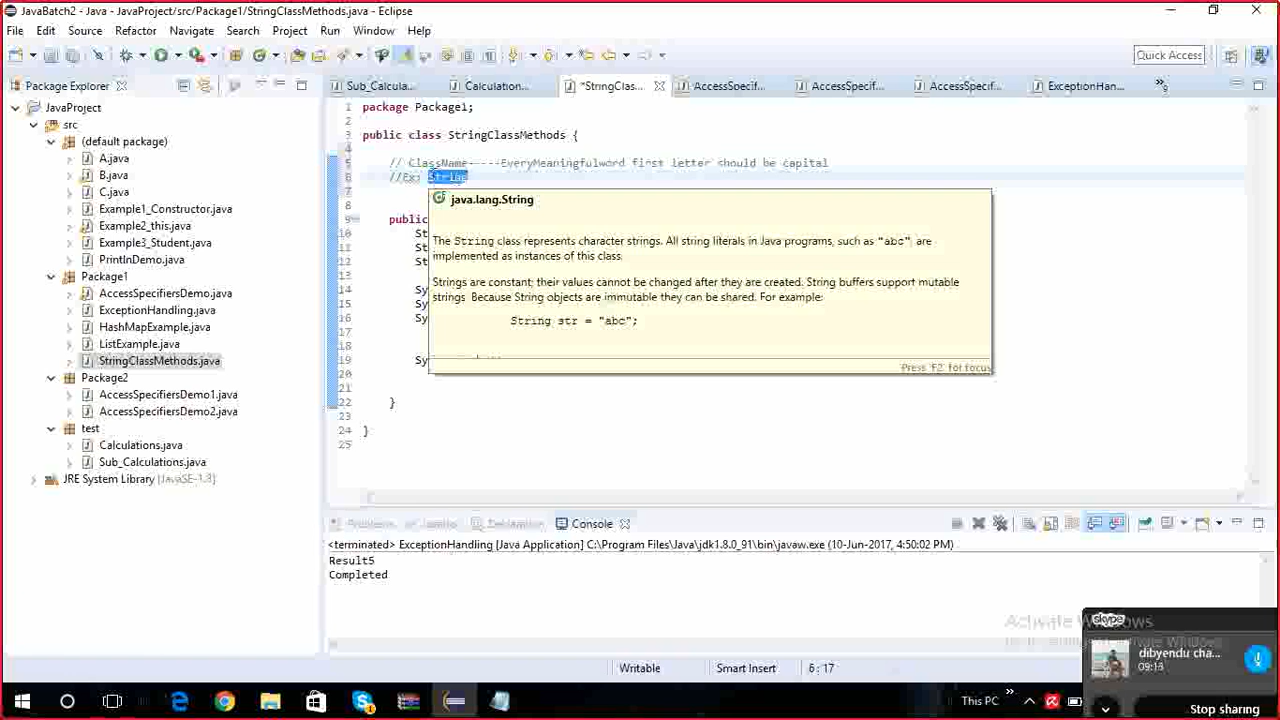 JavaBatch2 - Java - JavaProject/src/Package1/StringClassMethods.java - Eclipse
File Edit Source Refactor Navigate Search Project Run Window Help
Quick Access
Package Explorer
JavaProject
src
(default package)
A.java
B.java
C.java
Example1_Constructor.java
Example2_this.java
Example3_Student.java
PrintlnDemo.java
Package1
AccessSpecifiersDemo.java
ExceptionHandling.java
HashMapExample.java
ListExample.java
StringClassMethods.java
Package2
AccessSpecifiersDemo1.java
AccessSpecifiersDemo2.java
test
Calculations.java
Sub_Calculations.java
JRE System Library
Sub_Calcula... Calculation... *StringClass... AccessSpecif... AccessSpecif... AccessSpecif... ExceptionHan...
1 package Package1;
2
3 public class StringClassMethods {
4
5 // ClassName-----EveryMeaningfulword first letter should be capital
6 //Ex: String
7
8
9 public
10 St
11 St
12 St
13
14 Sy
15 Sy
16 Sy
17
18
19 Sy
20
21
22 }
23
24 }
25
java.lang.String
The String class represents character strings. All string literals in Java programs, such as "abc", are
implemented as instances of this class.
Strings are constant; their values cannot be changed after they are created. String buffers support mutable
strings. Because String objects are immutable they can be shared. For example:
String str = "abc";
Press 'F2' for focus
Problems Declaration Console
<terminated> ExceptionHandling [Java Application] C:\Program Files\Java\jdk1.8.0_91\bin\javaw.exe (10-Jun-2017, 4:50:02 PM)
Result5
Completed
Writable Smart Insert 6 : 17
Activate Windows
skype
dibyendu cha...
09:13
Stop sharing
This PC